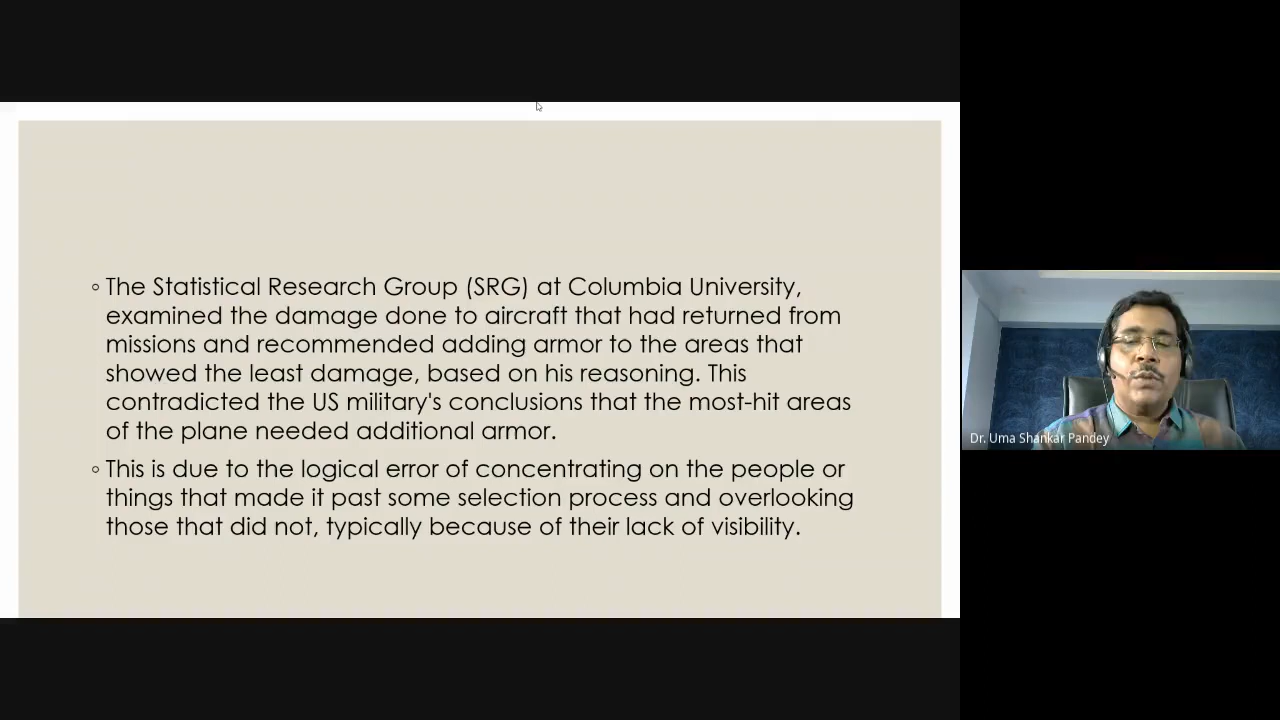 ◦ The Statistical Research Group (SRG) at Columbia University,
examined the damage done to aircraft that had returned from
missions and recommended adding armor to the areas that
showed the least damage, based on his reasoning. This
contradicted the US military's conclusions that the most-hit areas
of the plane needed additional armor.
◦ This is due to the logical error of concentrating on the people or
things that made it past some selection process and overlooking
those that did not, typically because of their lack of visibility.
Dr. Uma Shankar Pandey